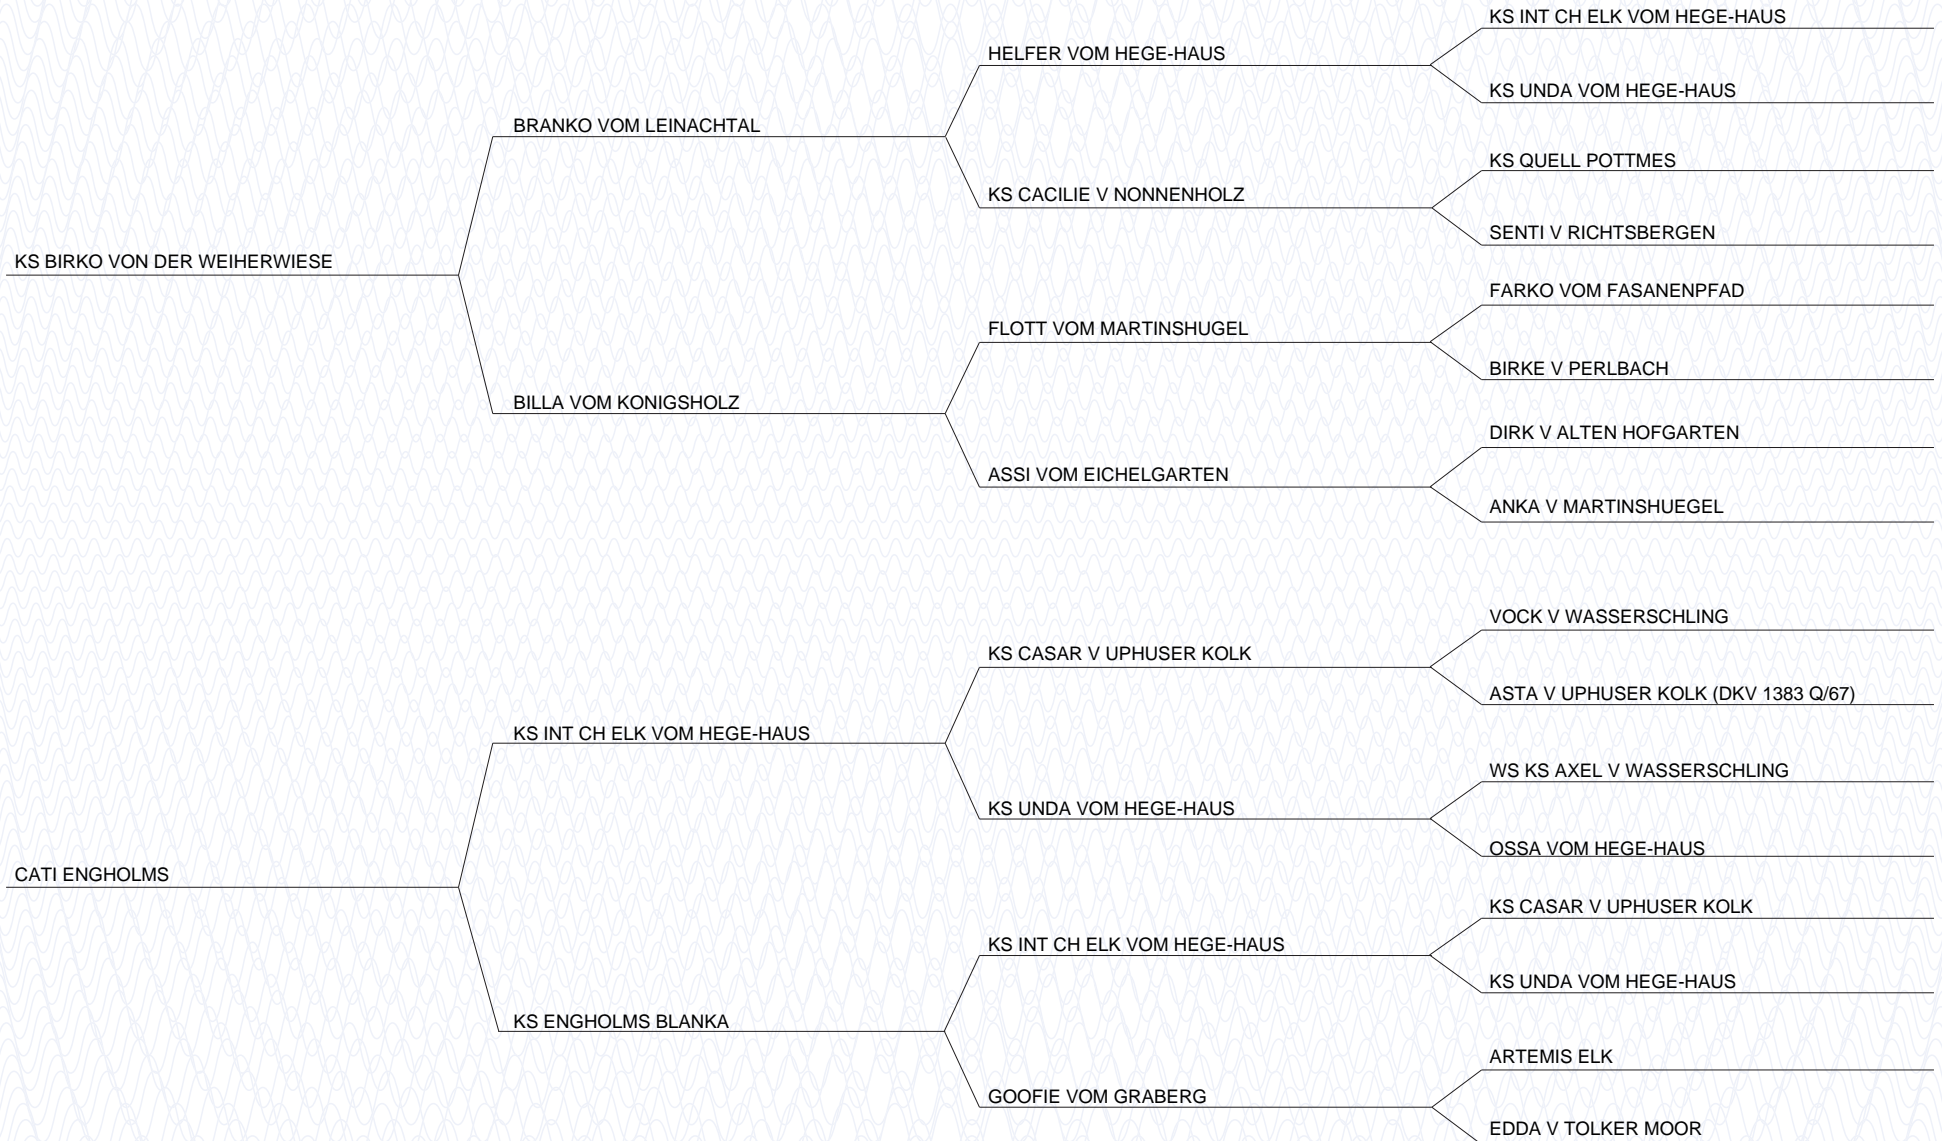 KS INT CH ELK VOM HEGE-HAUS
HELFER VOM HEGE-HAUS
KS UNDA VOM HEGE-HAUS
BRANKO VOM LEINACHTAL
KS QUELL POTTMES
KS CACILIE V NONNENHOLZ
SENTI V RICHTSBERGEN
KS BIRKO VON DER WEIHERWIESE
FARKO VOM FASANENPFAD
FLOTT VOM MARTINSHUGEL
BIRKE V PERLBACH
BILLA VOM KONIGSHOLZ
DIRK V ALTEN HOFGARTEN
ASSI VOM EICHELGARTEN
ANKA V MARTINSHUEGEL
VOCK V WASSERSCHLING
KS CASAR V UPHUSER KOLK
ASTA V UPHUSER KOLK (DKV 1383 Q/67)
KS INT CH ELK VOM HEGE-HAUS
WS KS AXEL V WASSERSCHLING
KS UNDA VOM HEGE-HAUS
OSSA VOM HEGE-HAUS
CATI ENGHOLMS
KS CASAR V UPHUSER KOLK
KS INT CH ELK VOM HEGE-HAUS
KS UNDA VOM HEGE-HAUS
KS ENGHOLMS BLANKA
ARTEMIS ELK
GOOFIE VOM GRABERG
EDDA V TOLKER MOOR